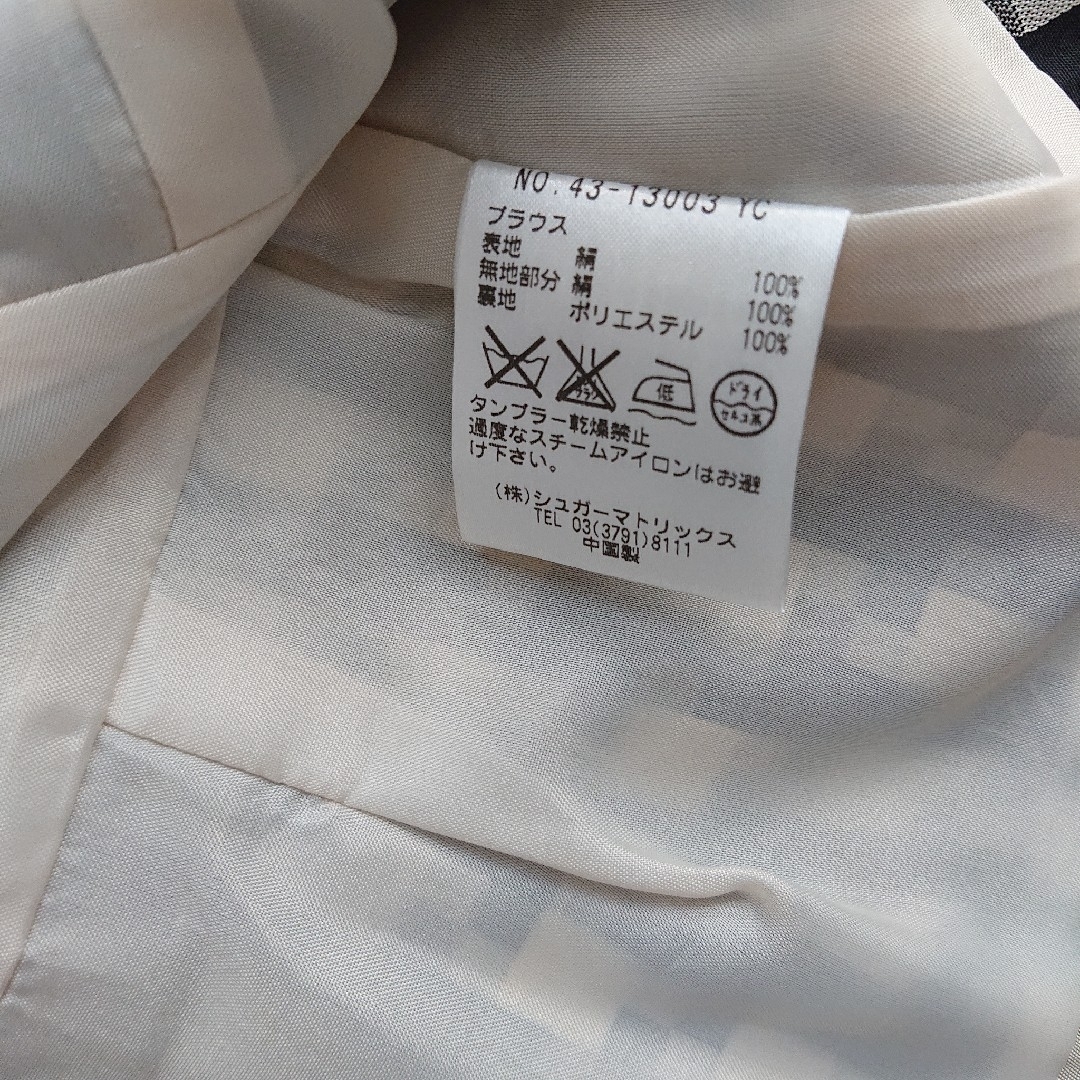 NO.43-13003 YC
ブラウス
表地 絹 100%
無地部分 絹 100%
裏地 ポリエステル 100%
低
ドライ
セキユ系
タンブラー乾燥禁止
過度なスチームアイロンはお避
け下さい。
(株)シュガーマトリックス
TEL 03(3791)8111
中国製